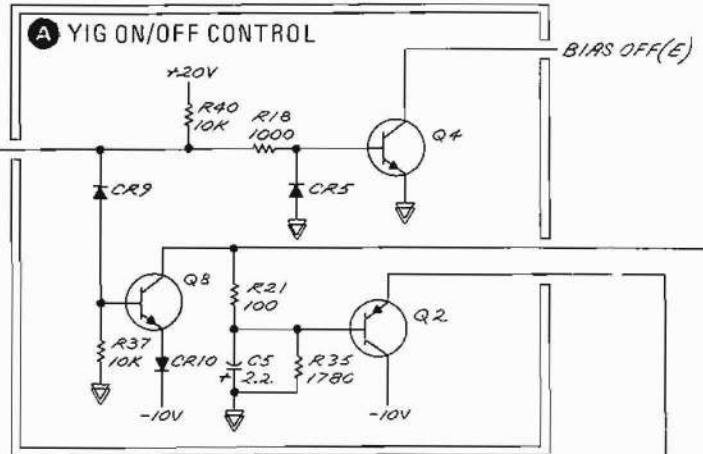 A YIG ON/OFF CONTROL
BIAS OFF(E)
+20V
R40
10K
R18
1000
Q4
CR9
CR5
Q8
R21
100
Q2
R37
10K
CR10
C5
2.2
R35
1780
+
-10V
-10V